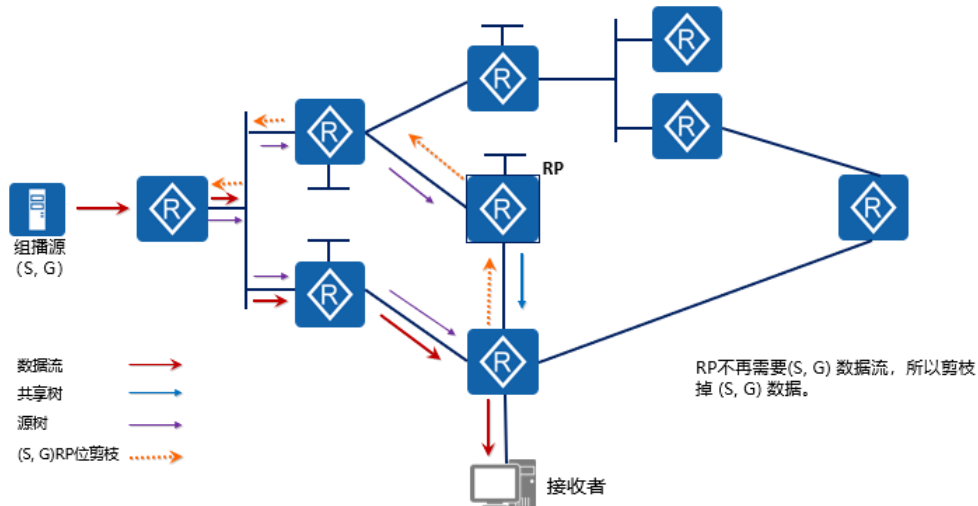 R
R
R
R
RP
R
R
R
组播源
(S, G)
R
R
数据流
共享树
源树
(S, G)RP位剪枝
RP不再需要(S, G) 数据流，所以剪枝
掉 (S, G) 数据。
接收者